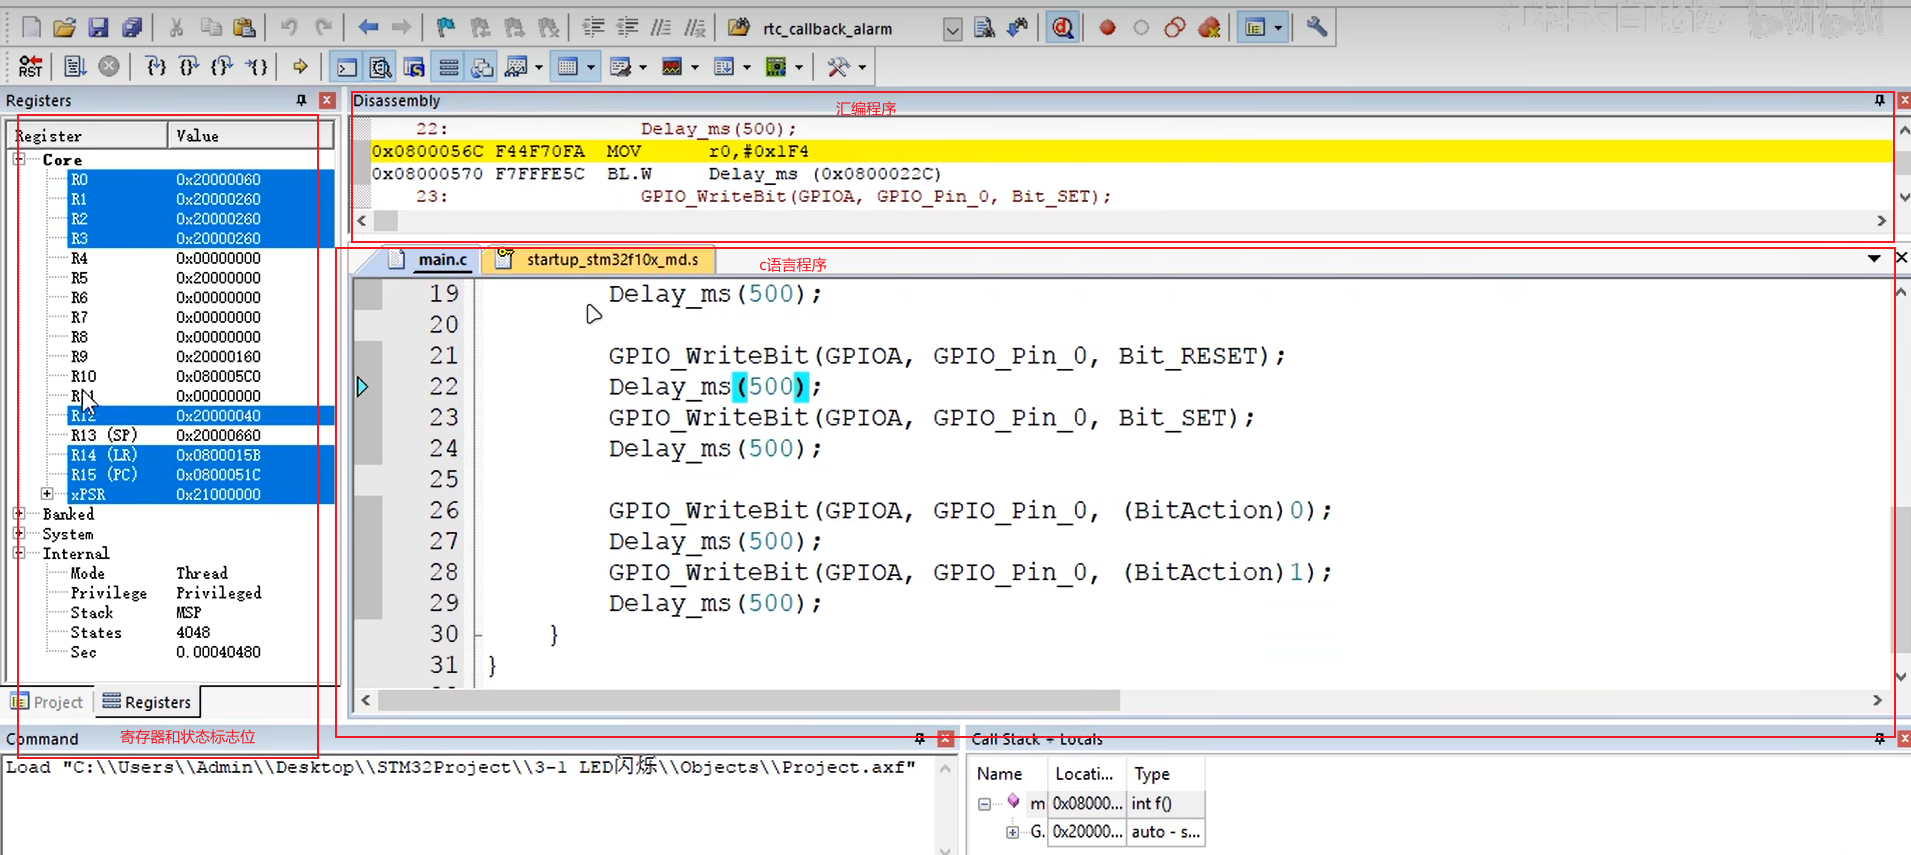 rtc_callback_alarm
RST
Registers
Register Value
Core
R0 0x20000060
R1 0x20000260
R2 0x20000260
R3 0x20000260
R4 0x00000000
R5 0x20000000
R6 0x00000000
R7 0x00000000
R8 0x00000000
R9 0x20000160
R10 0x080005C0
0x00000000
R12 0x20000040
R13 (SP) 0x20000660
R14 (LR) 0x0800015B
R15 (PC) 0x0800051C
xPSR 0x21000000
Banked
System
Internal
Mode Thread
Privilege Privileged
Stack MSP
States 4048
Sec 0.00040480
Project Registers
寄存器和状态标志位
Disassembly
汇编程序
22: Delay_ms(500);
0x0800056C F44F70FA MOV r0,#0x1F4
0x08000570 F7FFFE5C BL.W Delay_ms (0x0800022C)
23: GPIO_WriteBit(GPIOA, GPIO_Pin_0, Bit_SET);
main.c startup_stm32f10x_md.s
c语言程序
19 Delay_ms(500);
20
21 GPIO_WriteBit(GPIOA, GPIO_Pin_0, Bit_RESET);
22 Delay_ms(500);
23 GPIO_WriteBit(GPIOA, GPIO_Pin_0, Bit_SET);
24 Delay_ms(500);
25
26 GPIO_WriteBit(GPIOA, GPIO_Pin_0, (BitAction)0);
27 Delay_ms(500);
28 GPIO_WriteBit(GPIOA, GPIO_Pin_0, (BitAction)1);
29 Delay_ms(500);
30 }
31 }
Command
Load "C:\\Users\\Admin\\Desktop\\STM32Project\\3-1 LED闪烁\\Objects\\Project.axf"
Call Stack + Locals
Name Locati... Type
m 0x08000... int f()
G. 0x20000... auto - s...